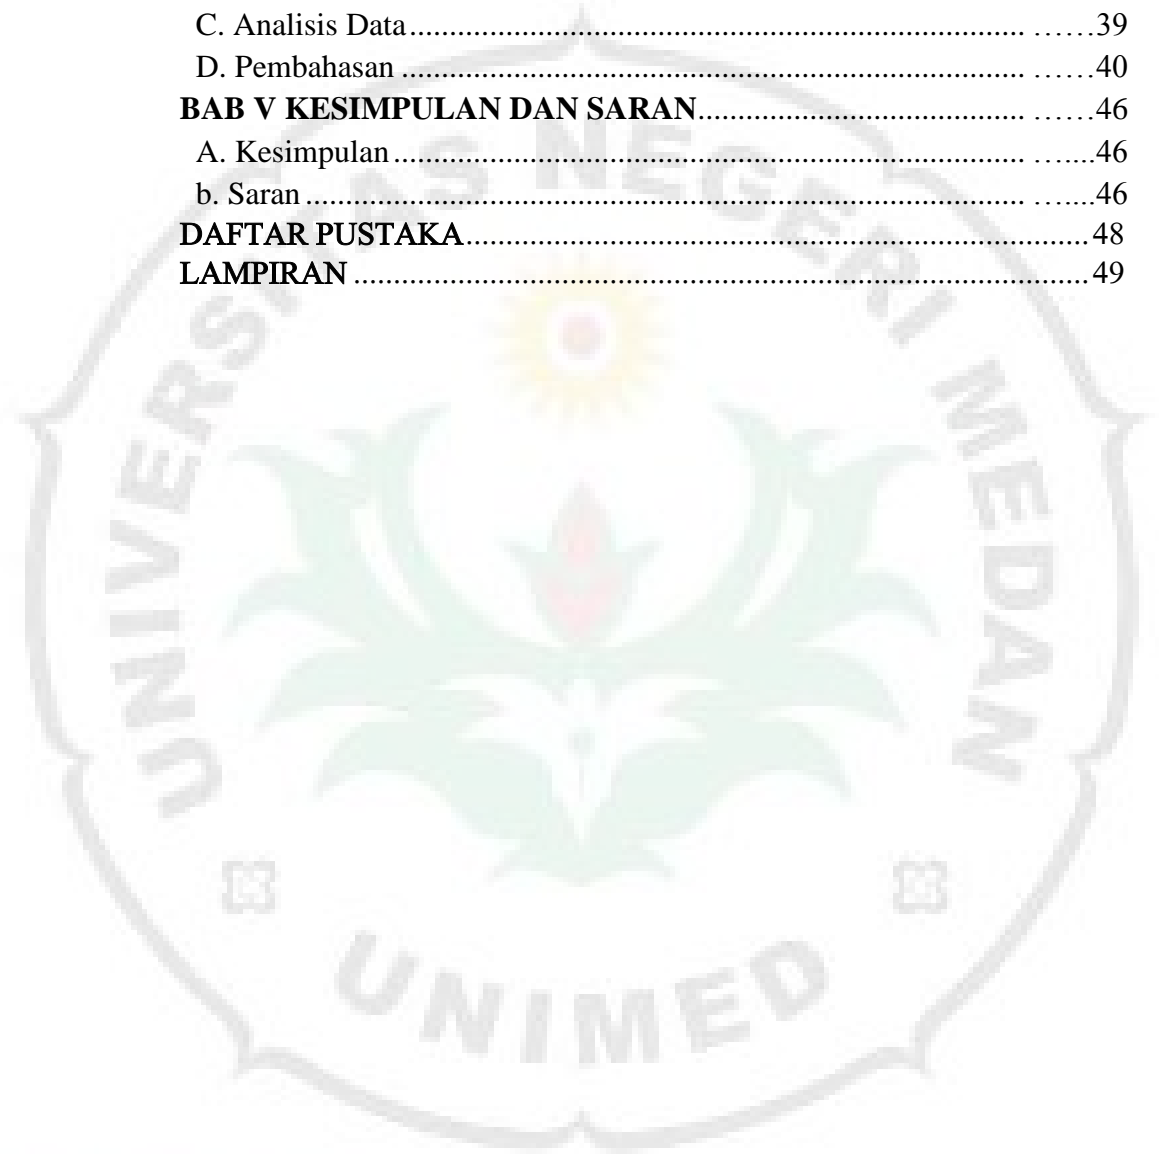 C. Analisis Data............................................................................. ……39
D. Pembahasan .............................................................................. ……40
BAB V KESIMPULAN DAN SARAN......................................... ……46
A. Kesimpulan............................................................................... …....46
b. Saran .......................................................................................... …....46
DAFTAR PUSTAKA.............................................................................. 48
LAMPIRAN ............................................................................................ 49
UNIVERSITAS NEGERI MEDAN
UNIMED